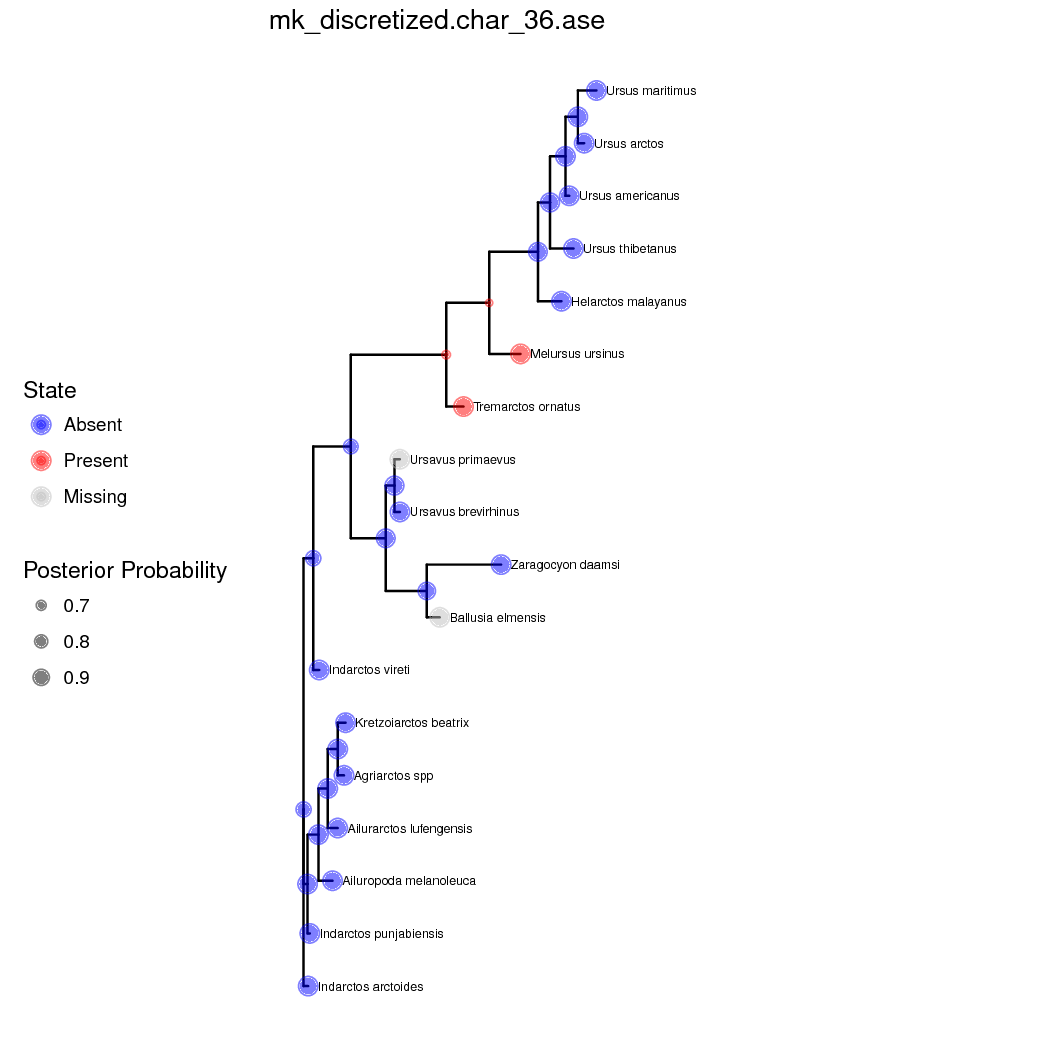 mk_discretized.char_36.ase
Ursus maritimus
Ursus arctos
Ursus americanus
Ursus thibetanus
Helarctos malayanus
Melursus ursinus
Tremarctos ornatus
Ursavus primaevus
Ursavus brevirhinus
Zaragocyon daamsi
Ballusia elmensis
Indarctos vireti
Kretzoiarctos beatrix
Agriarctos spp
Ailurarctos lufengensis
Ailuropoda melanoleuca
Indarctos punjabiensis
Indarctos arctoides
State
Absent
Present
Missing
Posterior Probability
0.7
0.8
0.9